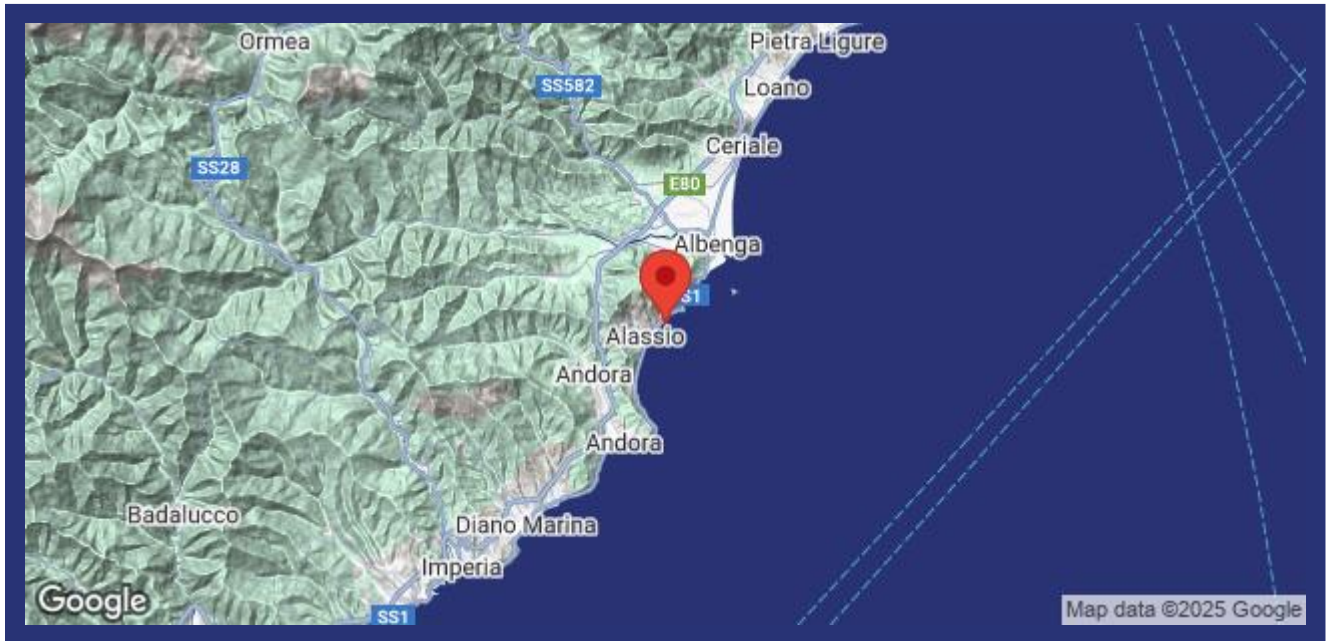 Ormea
Pietra Ligure
SS582
Loano
Ceriale
SS28
E80
Albenga
S1
Alassio
Andora
Andora
Badalucco
Diano Marina
Imperia
Google
SS1
Map data ©2025 Google